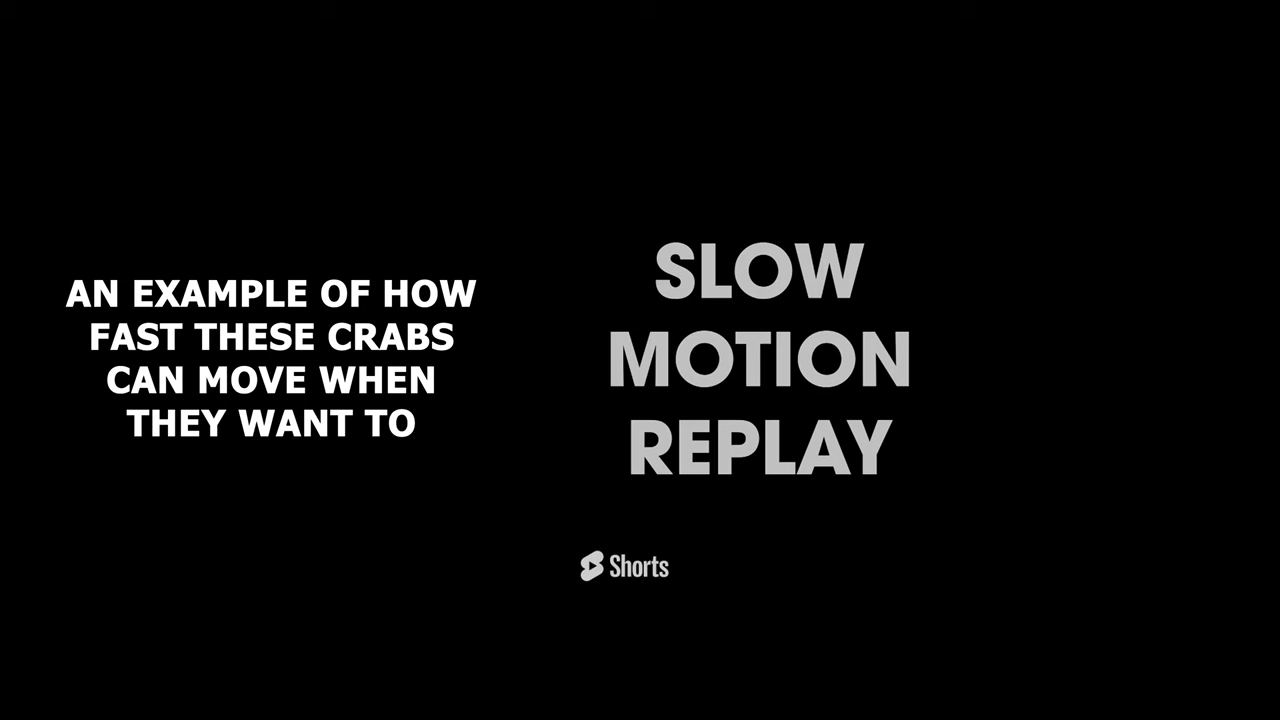 AN EXAMPLE OF HOW
FAST THESE CRABS
CAN MOVE WHEN
THEY WANT TO
SLOW
MOTION
REPLAY
Shorts